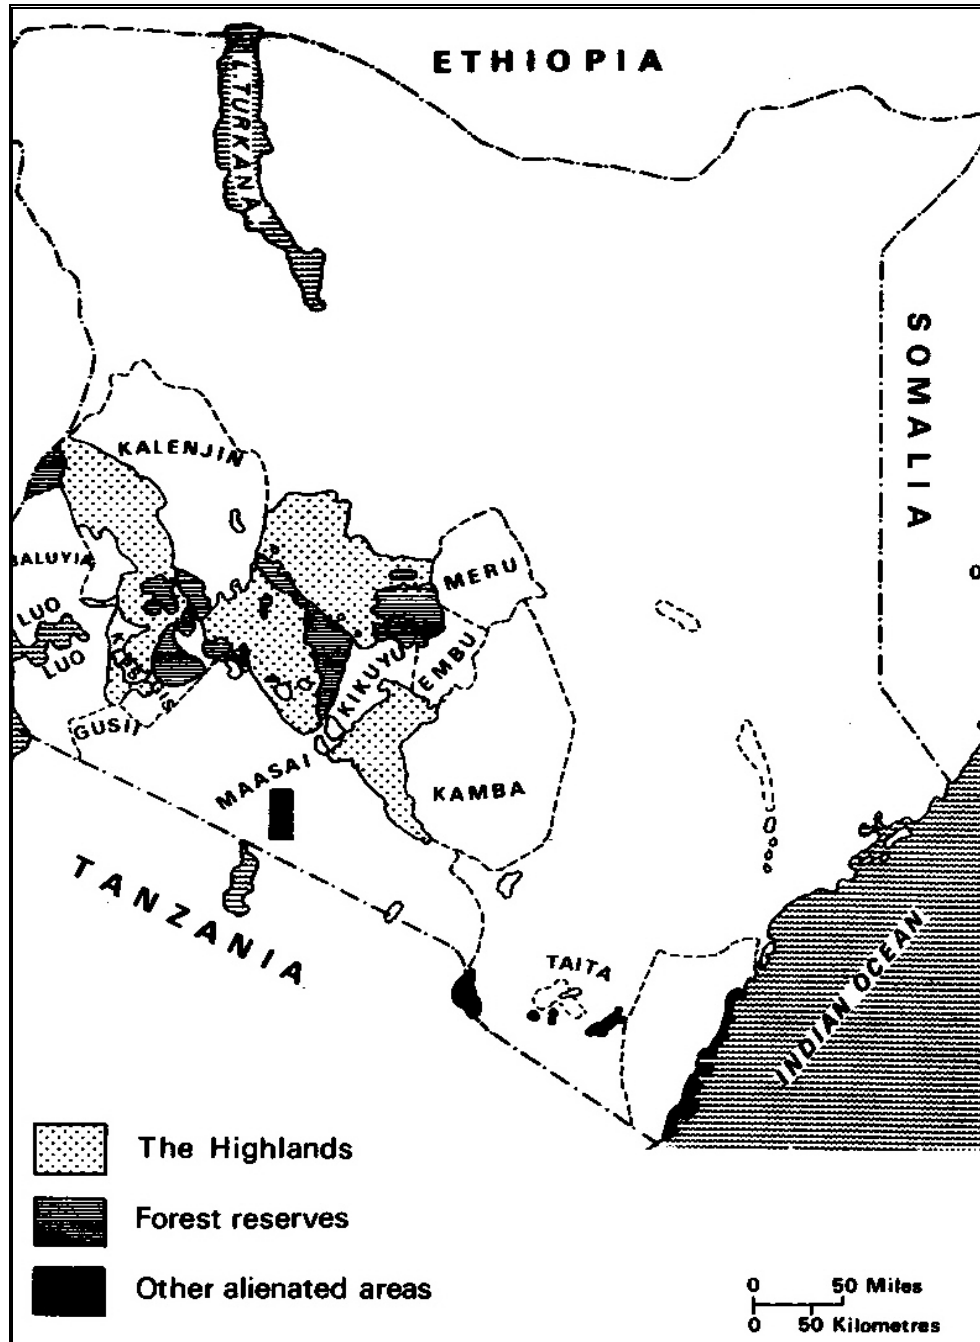 ETHIOPIA
L. TURKANA
SOMALIA
KALENJIN
BALUYIA
MERU
LUO
LUO
EMBU
KIKUYU
KIPSIGIS
GUSII
MAASAI
KAMBA
TANZANIA
TAITA
INDIAN OCEAN
The Highlands
Forest reserves
Other alienated areas
0 50 Miles
0 50 Kilometres